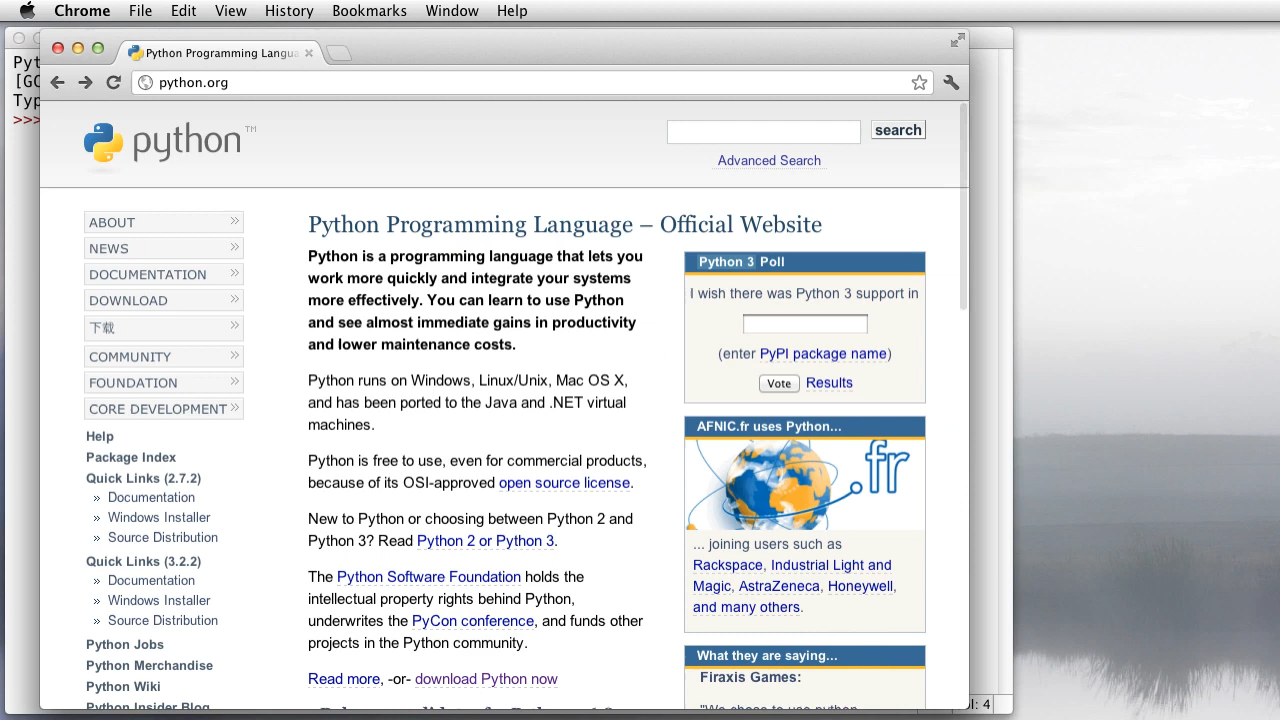 Chrome File Edit View History Bookmarks Window Help
Python Programming Langua
python.org
>>>
python™
search
Advanced Search
ABOUT
NEWS
DOCUMENTATION
DOWNLOAD
下载
COMMUNITY
FOUNDATION
CORE DEVELOPMENT
Help
Package Index
Quick Links (2.7.2)
» Documentation
» Windows Installer
» Source Distribution
Quick Links (3.2.2)
» Documentation
» Windows Installer
» Source Distribution
Python Jobs
Python Merchandise
Python Wiki
Python Insider Blog
Python Programming Language – Official Website
Python is a programming language that lets you
work more quickly and integrate your systems
more effectively. You can learn to use Python
and see almost immediate gains in productivity
and lower maintenance costs.
Python runs on Windows, Linux/Unix, Mac OS X,
and has been ported to the Java and .NET virtual
machines.
Python is free to use, even for commercial products,
because of its OSI-approved open source license.
New to Python or choosing between Python 2 and
Python 3? Read Python 2 or Python 3.
The Python Software Foundation holds the
intellectual property rights behind Python,
underwrites the PyCon conference, and funds other
projects in the Python community.
Read more, -or- download Python now
Python 3 Poll
I wish there was Python 3 support in
(enter PyPI package name)
Vote Results
AFNIC.fr uses Python...
.fr
... joining users such as
Rackspace, Industrial Light and
Magic, AstraZeneca, Honeywell,
and many others.
What they are saying...
Firaxis Games:
"We chose to use python
: 4